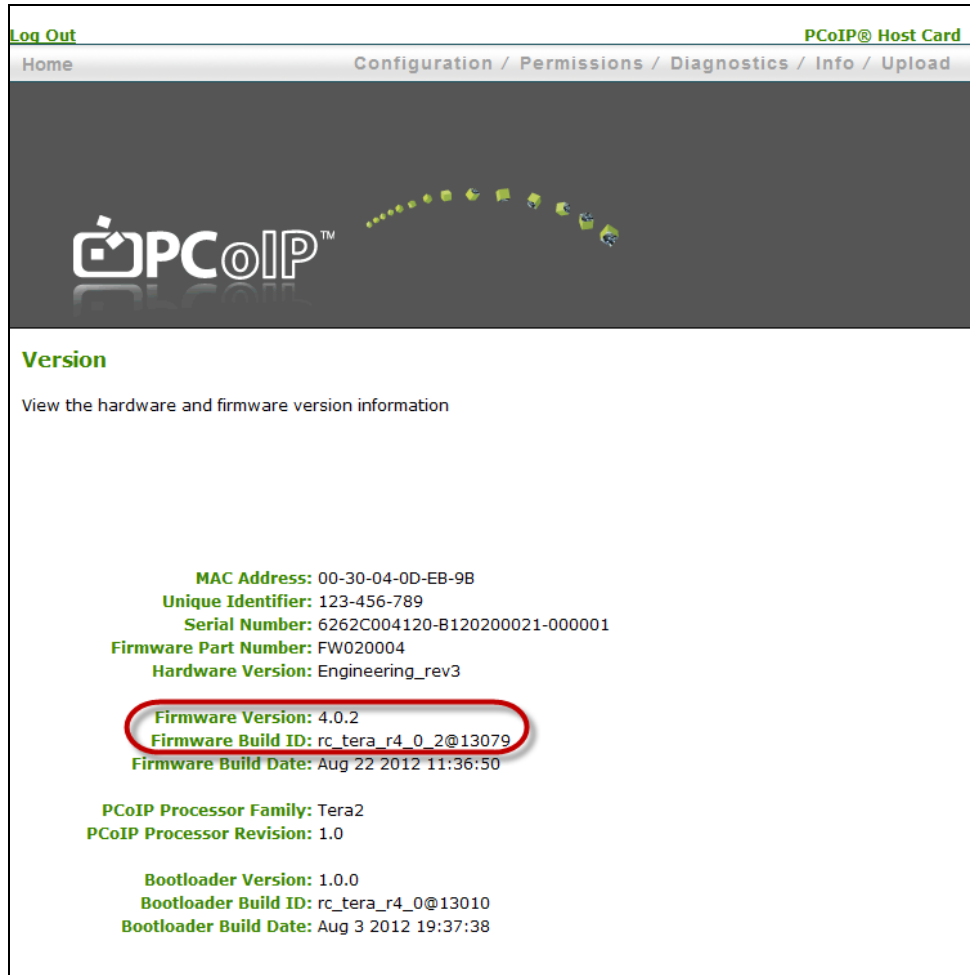 Log Out PCoIP® Host Card
Home Configuration / Permissions / Diagnostics / Info / Upload
PCoIP™
Version
View the hardware and firmware version information
MAC Address: 00-30-04-0D-EB-9B
Unique Identifier: 123-456-789
Serial Number: 6262C004120-B120200021-000001
Firmware Part Number: FW020004
Hardware Version: Engineering_rev3
Firmware Version: 4.0.2
Firmware Build ID: rc_tera_r4_0_2@13079
Firmware Build Date: Aug 22 2012 11:36:50
PCoIP Processor Family: Tera2
PCoIP Processor Revision: 1.0
Bootloader Version: 1.0.0
Bootloader Build ID: rc_tera_r4_0@13010
Bootloader Build Date: Aug 3 2012 19:37:38